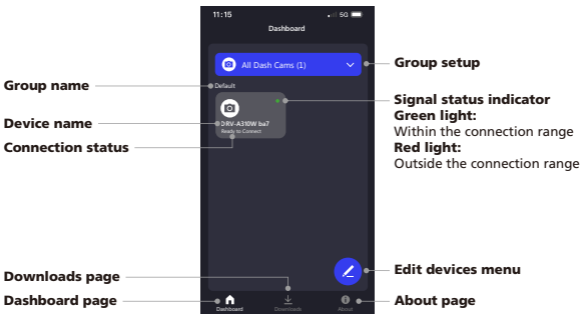 11:15
5G
Dashboard
All Dash Cams (1)
Group setup
Group name
Default
Signal status indicator
Green light:
Within the connection range
Red light:
Outside the connection range
Device name
DRV-A310W ba7
Connection status
Ready to Connect
Edit devices menu
Downloads page
Dashboard page
Dashboard
Downloads
About
About page